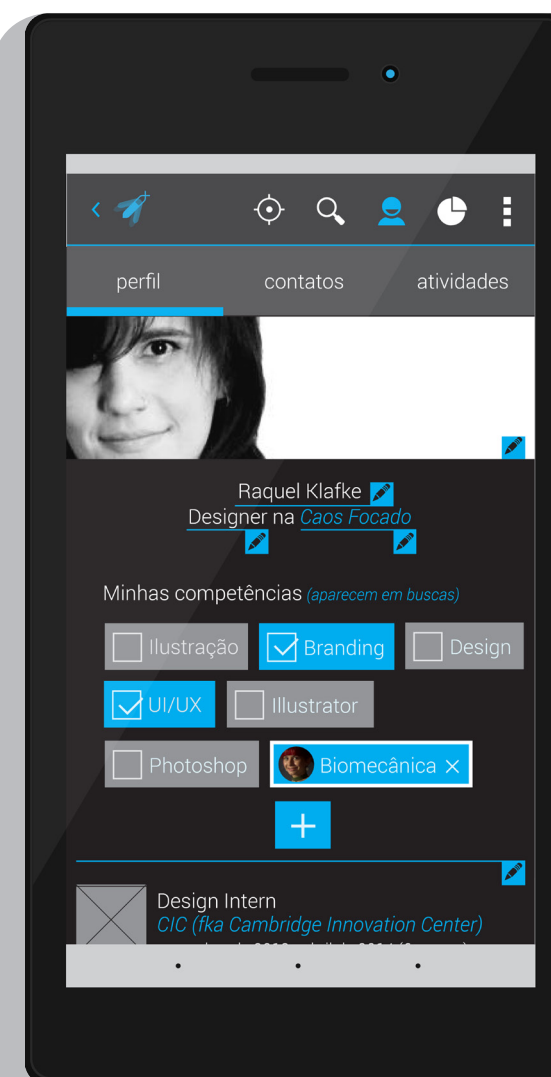 perfil contatos atividades
Raquel Klafke
Designer na Caos Focado
Minhas competências (aparecem em buscas)
Ilustração Branding Design
UI/UX Illustrator
Photoshop Biomecânica ×
+
Design Intern
CIC (fka Cambridge Innovation Center)